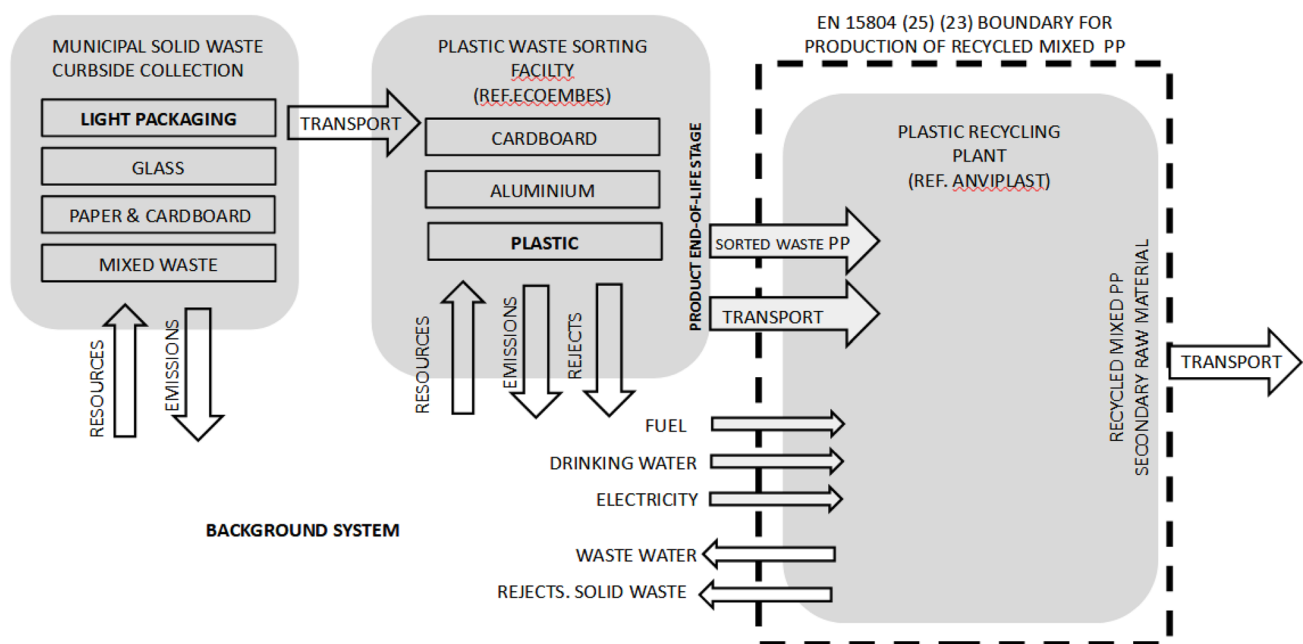 MUNICIPAL SOLID WASTE
CURBSIDE COLLECTION
LIGHT PACKAGING
GLASS
PAPER & CARDBOARD
MIXED WASTE
RESOURCES
EMISSIONS
TRANSPORT
PLASTIC WASTE SORTING
FACILTY
(REF.ECOEMBES)
CARDBOARD
ALUMINIUM
PLASTIC
RESOURCES
EMISSIONS
REJECTS
PRODUCT END-OF-LIFE STAGE
BACKGROUND SYSTEM
EN 15804 (25) (23) BOUNDARY FOR
PRODUCTION OF RECYCLED MIXED PP
SORTED WASTE PP
TRANSPORT
FUEL
DRINKING WATER
ELECTRICITY
WASTE WATER
REJECTS. SOLID WASTE
PLASTIC RECYCLING
PLANT
(REF. ANVIPLAST)
RECYCLED MIXED PP
SECONDARY RAW MATERIAL
TRANSPORT